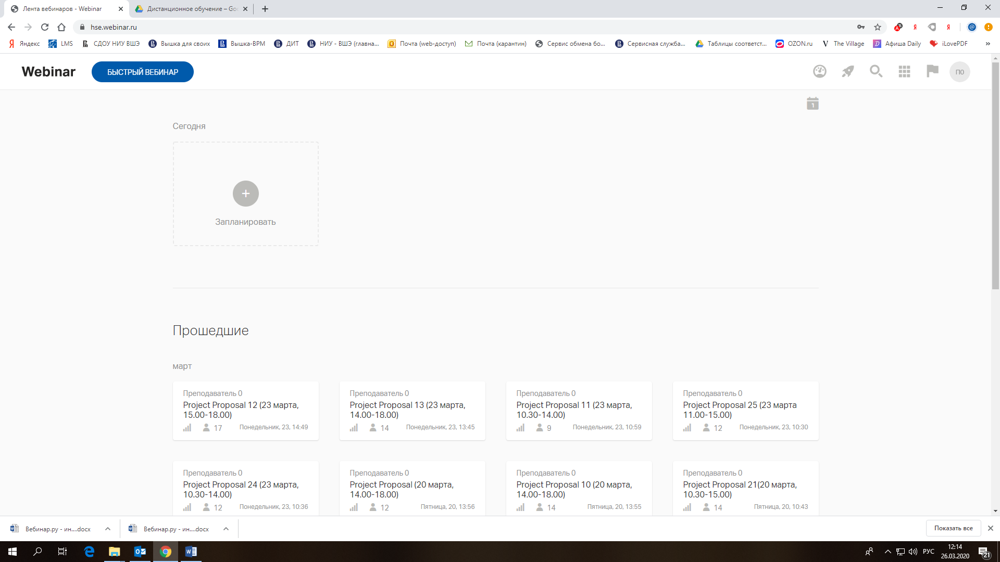 Лента вебинаров - Webinar
Дистанционное обучение – Goo
hse.webinar.ru
Яндекс
LMS
СДОУ НИУ ВШЭ
Вышка для своих
Вышка-BPM
ДИТ
НИУ - ВШЭ (главна...
Почта (web-доступ)
Почта (карантин)
Сервис обмена бо...
Сервисная служба...
Таблицы соответст...
OZON.ru
The Village
Афиша Daily
iLovePDF
Webinar
БЫСТРЫЙ ВЕБИНАР
П0
1
Сегодня
Запланировать
Прошедшие
март
Преподаватель 0
Project Proposal 12 (23 марта,
15.00-18.00)
17
Понедельник, 23, 14:49
Преподаватель 0
Project Proposal 13 (23 марта,
14.00-18.00)
14
Понедельник, 23, 13:45
Преподаватель 0
Project Proposal 11 (23 марта,
10.30-14.00)
9
Понедельник, 23, 10:59
Преподаватель 0
Project Proposal 25 (23 марта
11.00-15.00)
12
Понедельник, 23, 10:30
Преподаватель 0
Project Proposal 24 (23 марта,
10.30-14.00)
12
Понедельник, 23, 10:36
Преподаватель 0
Project Proposal (20 марта,
14.00-18.00)
12
Пятница, 20, 13:56
Преподаватель 0
Project Proposal 10 (20 марта,
14.00-18.00)
14
Пятница, 20, 13:55
Преподаватель 0
Project Proposal 21(20 марта,
10.30-15.00)
14
Пятница, 20, 10:43
Вебинар.ру - ин....docx
Вебинар.ру - ин....docx
Показать все
РУС
12:14
26.03.2020
21